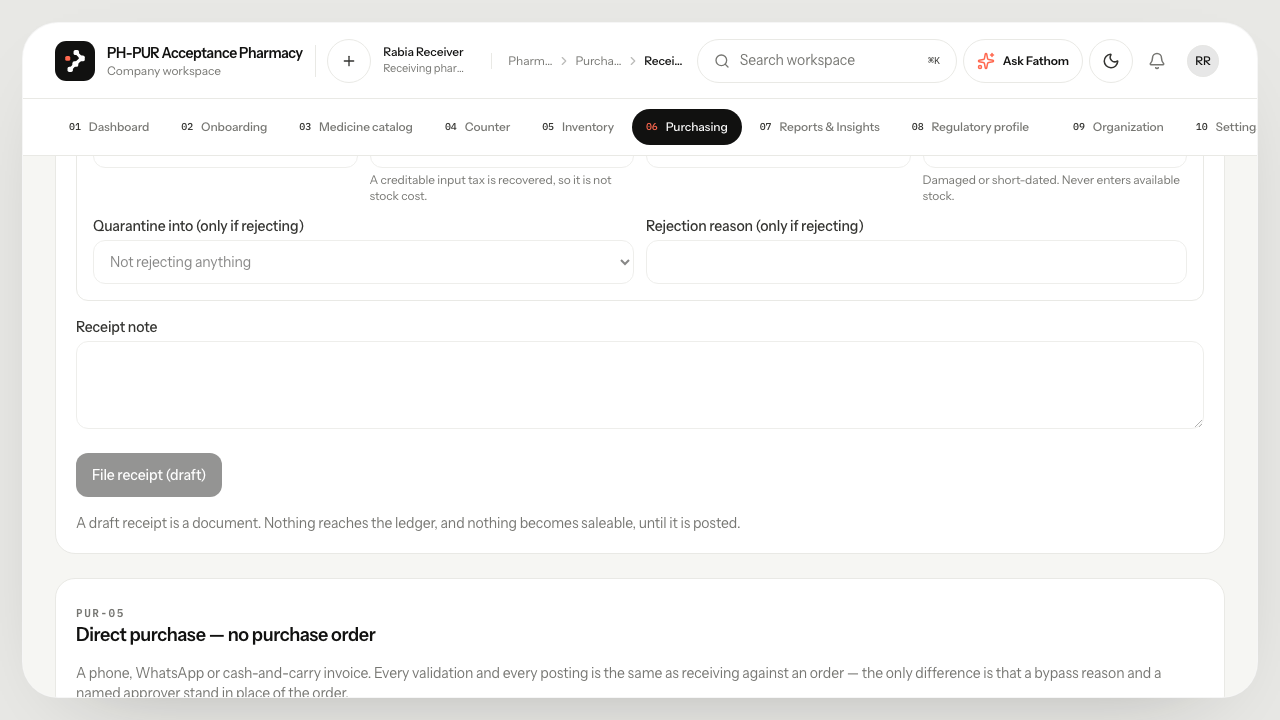 PH-PUR Acceptance Pharmacy
Company workspace
Rabia Receiver
Receiving phar...
Pharm...
Purcha...
Recei...
Search workspace
⌘K
Ask Fathom
RR
01 Dashboard
02 Onboarding
03 Medicine catalog
04 Counter
05 Inventory
06 Purchasing
07 Reports & Insights
08 Regulatory profile
09 Organization
10 Setting
A creditable input tax is recovered, so it is not
stock cost.
Damaged or short-dated. Never enters available
stock.
Quarantine into (only if rejecting)
Rejection reason (only if rejecting)
Not rejecting anything
Receipt note
File receipt (draft)
A draft receipt is a document. Nothing reaches the ledger, and nothing becomes saleable, until it is posted.
PUR-05
Direct purchase — no purchase order
A phone, WhatsApp or cash-and-carry invoice. Every validation and every posting is the same as receiving against an order — the only difference is that a bypass reason and a
named approver stand in place of the order.